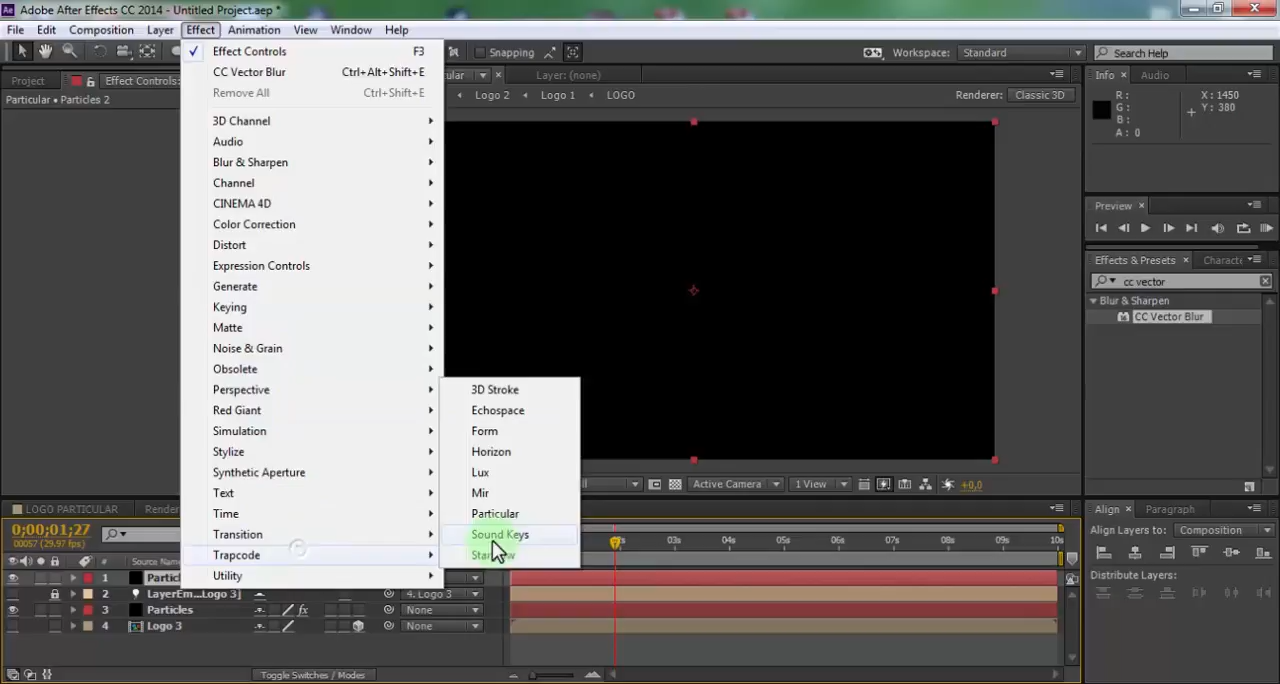 Adobe After Effects CC 2014 - Untitled Project.aep *
File Edit Composition Layer Effect Animation View Window Help
Snapping
Workspace: Standard
Search Help
Project Effect Controls:
Particular • Particles 2
Effect Controls F3
CC Vector Blur Ctrl+Alt+Shift+E
Remove All Ctrl+Shift+E
3D Channel
Audio
Blur & Sharpen
Channel
CINEMA 4D
Color Correction
Distort
Expression Controls
Generate
Keying
Matte
Noise & Grain
Obsolete
Perspective
Red Giant
Simulation
Stylize
Synthetic Aperture
Text
Time
Transition
Trapcode
Utility
3D Stroke
Echospace
Form
Horizon
Lux
Mir
Particular
Sound Keys
Layer: (none)
Logo 2 Logo 1 LOGO
Renderer: Classic 3D
Info Audio
R : X : 1450
G : Y : 380
B :
A : 0
Preview
Effects & Presets
cc vector
Blur & Sharpen
CC Vector Blur
Active Camera 1 View +0,0
LOGO PARTICULAR
0;00;01;27
00057 (29.97 fps)
03s 04s 05s 06s 07s 08s 09s 10s
# Source Name
1
2 LayerEm...Logo 3] 4. Logo 3
3 Particles fx None
4 Logo 3 None
Toggle Switches / Modes
Align Paragraph
Align Layers to: Composition
Distribute Layers: